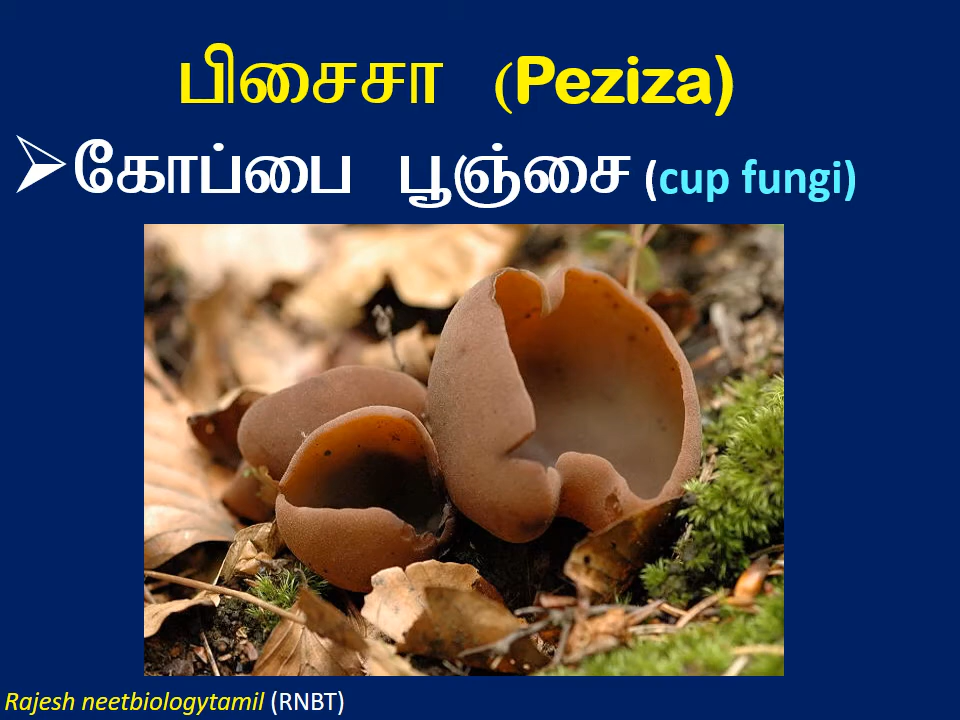 பிசைசா (Peziza)
➢கோப்பை பூஞ்சை (cup fungi)
Rajesh neetbiologytamil (RNBT)